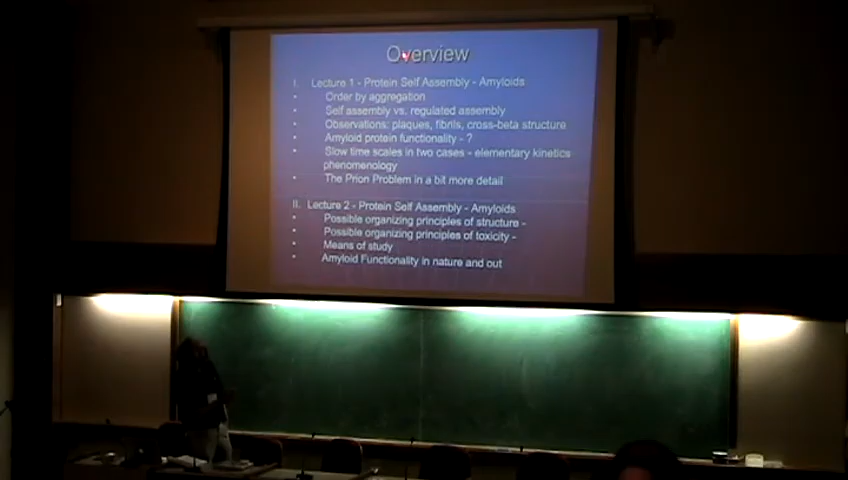 Overview
I. Lecture 1 - Protein Self Assembly - Amyloids
• Order by aggregation
• Self assembly vs. regulated assembly
• Observations: plaques, fibrils, cross-beta structure
• Amyloid protein functionality - ?
• Slow time scales in two cases - elementary kinetics
phenomenology
• The Prion Problem in a bit more detail
II. Lecture 2 - Protein Self Assembly - Amyloids
• Possible organizing principles of structure -
• Possible organizing principles of toxicity -
• Means of study
• Amyloid Functionality in nature and out